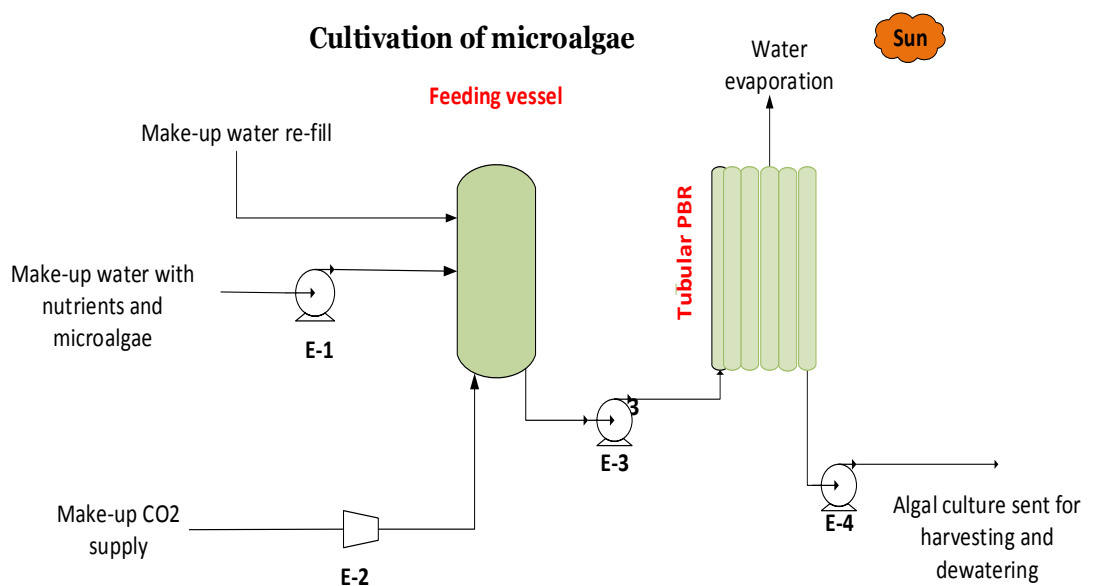 Cultivation of microalgae
Sun
Water
evaporation
Feeding vessel
Make-up water re-fill
Tubular PBR
Make-up water with
nutrients and
microalgae
E-1
3
E-3
E-4
Make-up CO2
supply
E-2
Algal culture sent for
harvesting and
dewatering